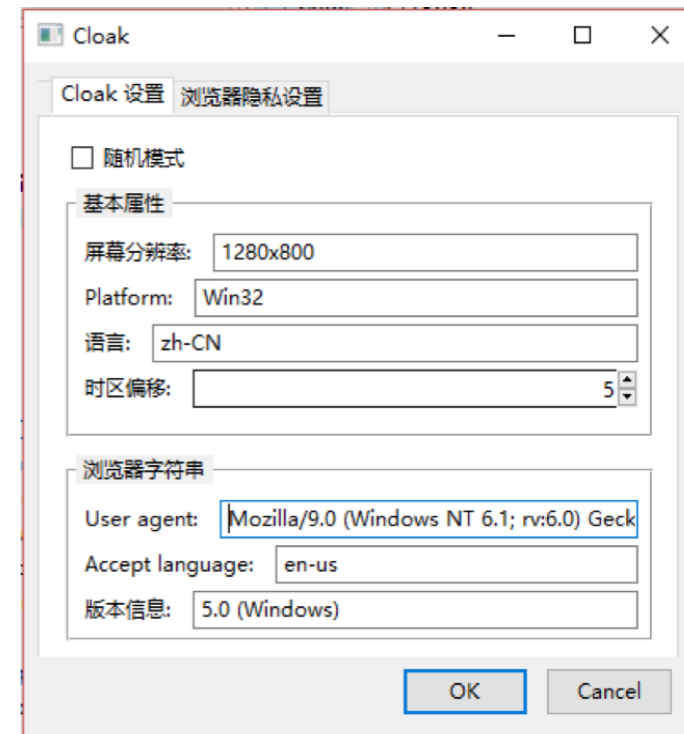 Cloak
Cloak 设置 浏览器隐私设置
随机模式
基本属性
屏幕分辨率: 1280x800
Platform: Win32
语言: zh-CN
时区偏移: 5
浏览器字符串
User agent: Mozilla/9.0 (Windows NT 6.1; rv:6.0) Geck
Accept language: en-us
版本信息: 5.0 (Windows)
OK Cancel